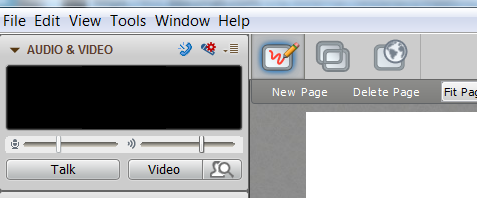 File Edit View Tools Window Help
AUDIO & VIDEO
New Page Delete Page Fit Pag
Talk Video